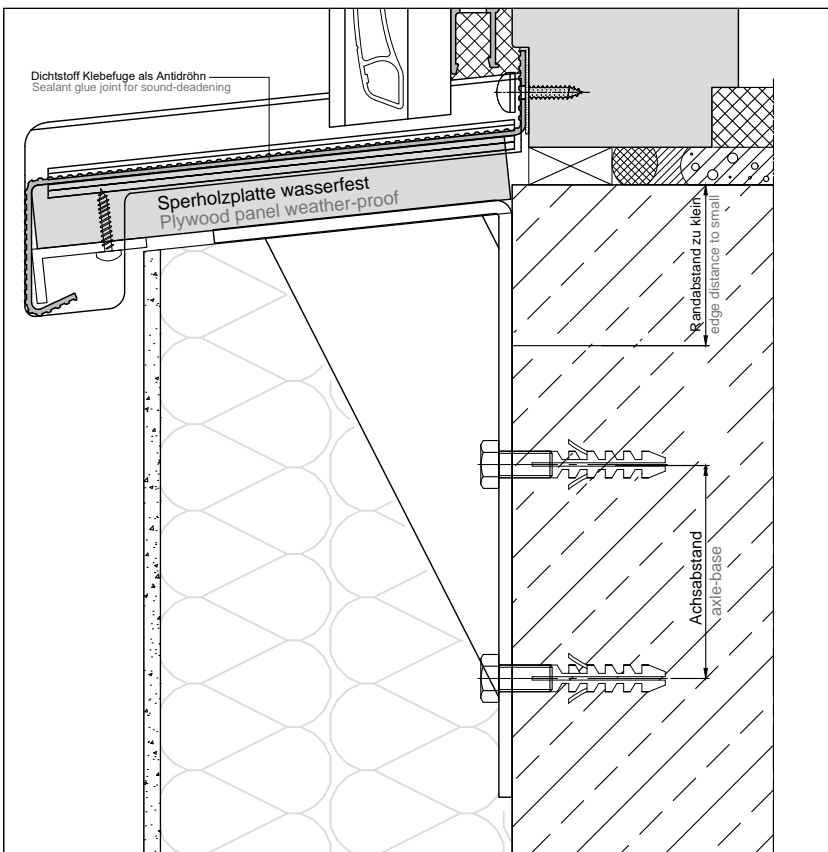 Dichtstoff Klebefuge als Antidröhn
Sealant glue joint for sound-deadening
Sperholzplatte wasserfest
Plywood panel weather-proof
Randabstand zu klein
edge distance to small
Achsabstand
axle-base